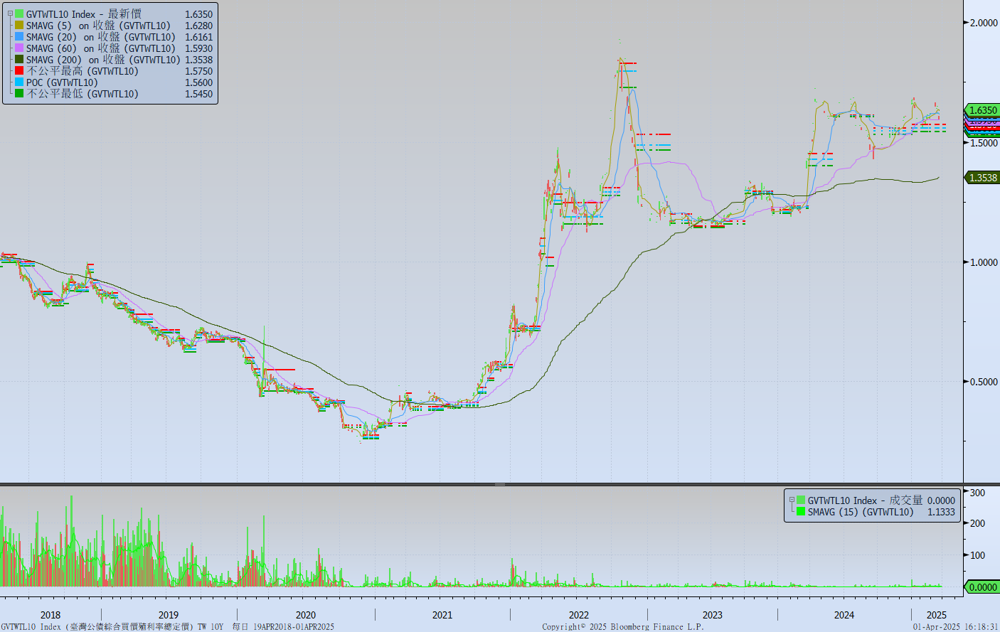 GVTWTL10 Index - 最新價 1.6350
SMAVG (5) on 收盤 (GVTWTL10) 1.6280
SMAVG (20) on 收盤 (GVTWTL10) 1.6161
SMAVG (60) on 收盤 (GVTWTL10) 1.5930
SMAVG (200) on 收盤 (GVTWTL10) 1.3538
不公平最高 (GVTWTL10) 1.5750
POC (GVTWTL10) 1.5600
不公平最低 (GVTWTL10) 1.5450
2.0000
1.6350
1.5000
1.3538
1.0000
0.5000
GVTWTL10 Index - 成交量 0.0000
SMAVG (15) (GVTWTL10) 1.1333
300
200
100
0.0000
2018 2019 2020 2021 2022 2023 2024 2025
GVTWTL10 Index (臺灣公債綜合買價殖利率總定價) TW 10Y 每日 19APR2018-01APR2025
Copyright© 2025 Bloomberg Finance L.P.
01-Apr-2025 16:18:31